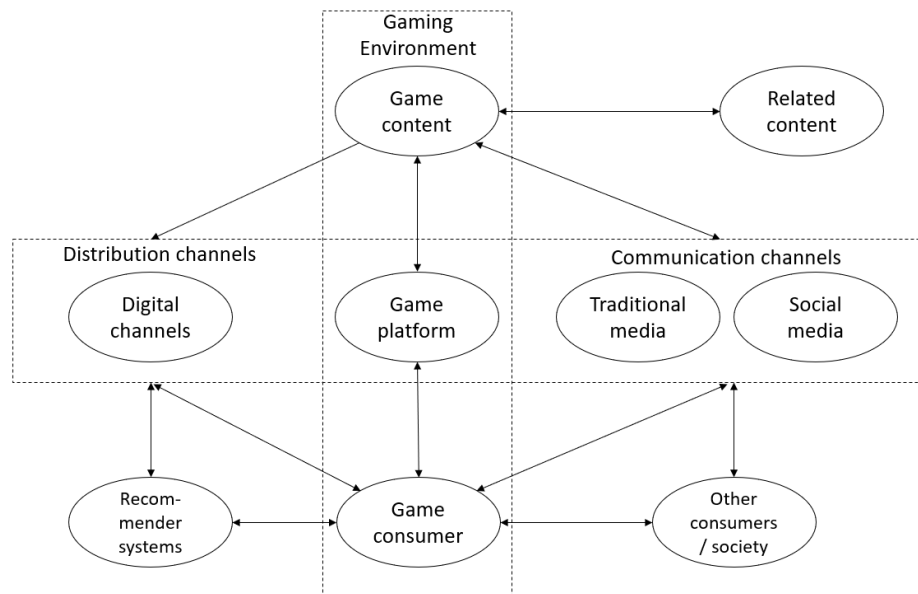 Gaming
Environment
Game
content
Related
content
Distribution channels
Communication channels
Digital
channels
Game
platform
Traditional
media
Social
media
Recom-
mender
systems
Game
consumer
Other
consumers
/ society